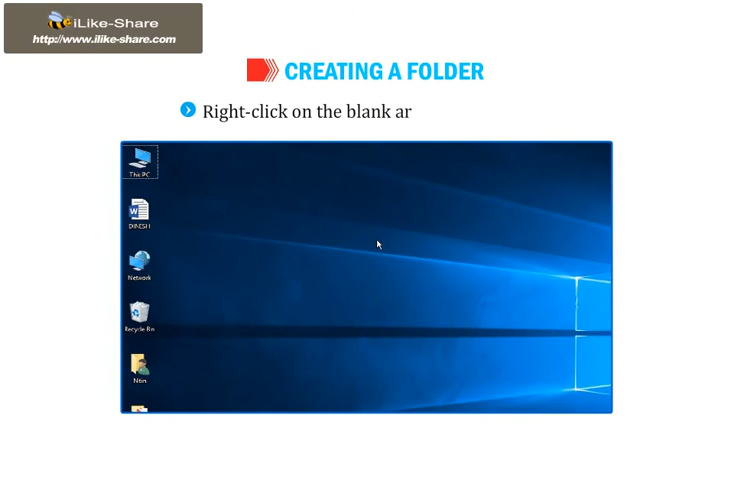 iLike-Share
http://www.ilike-share.com
CREATING A FOLDER
Right-click on the blank ar
This PC
DINESH
Network
Recycle Bin